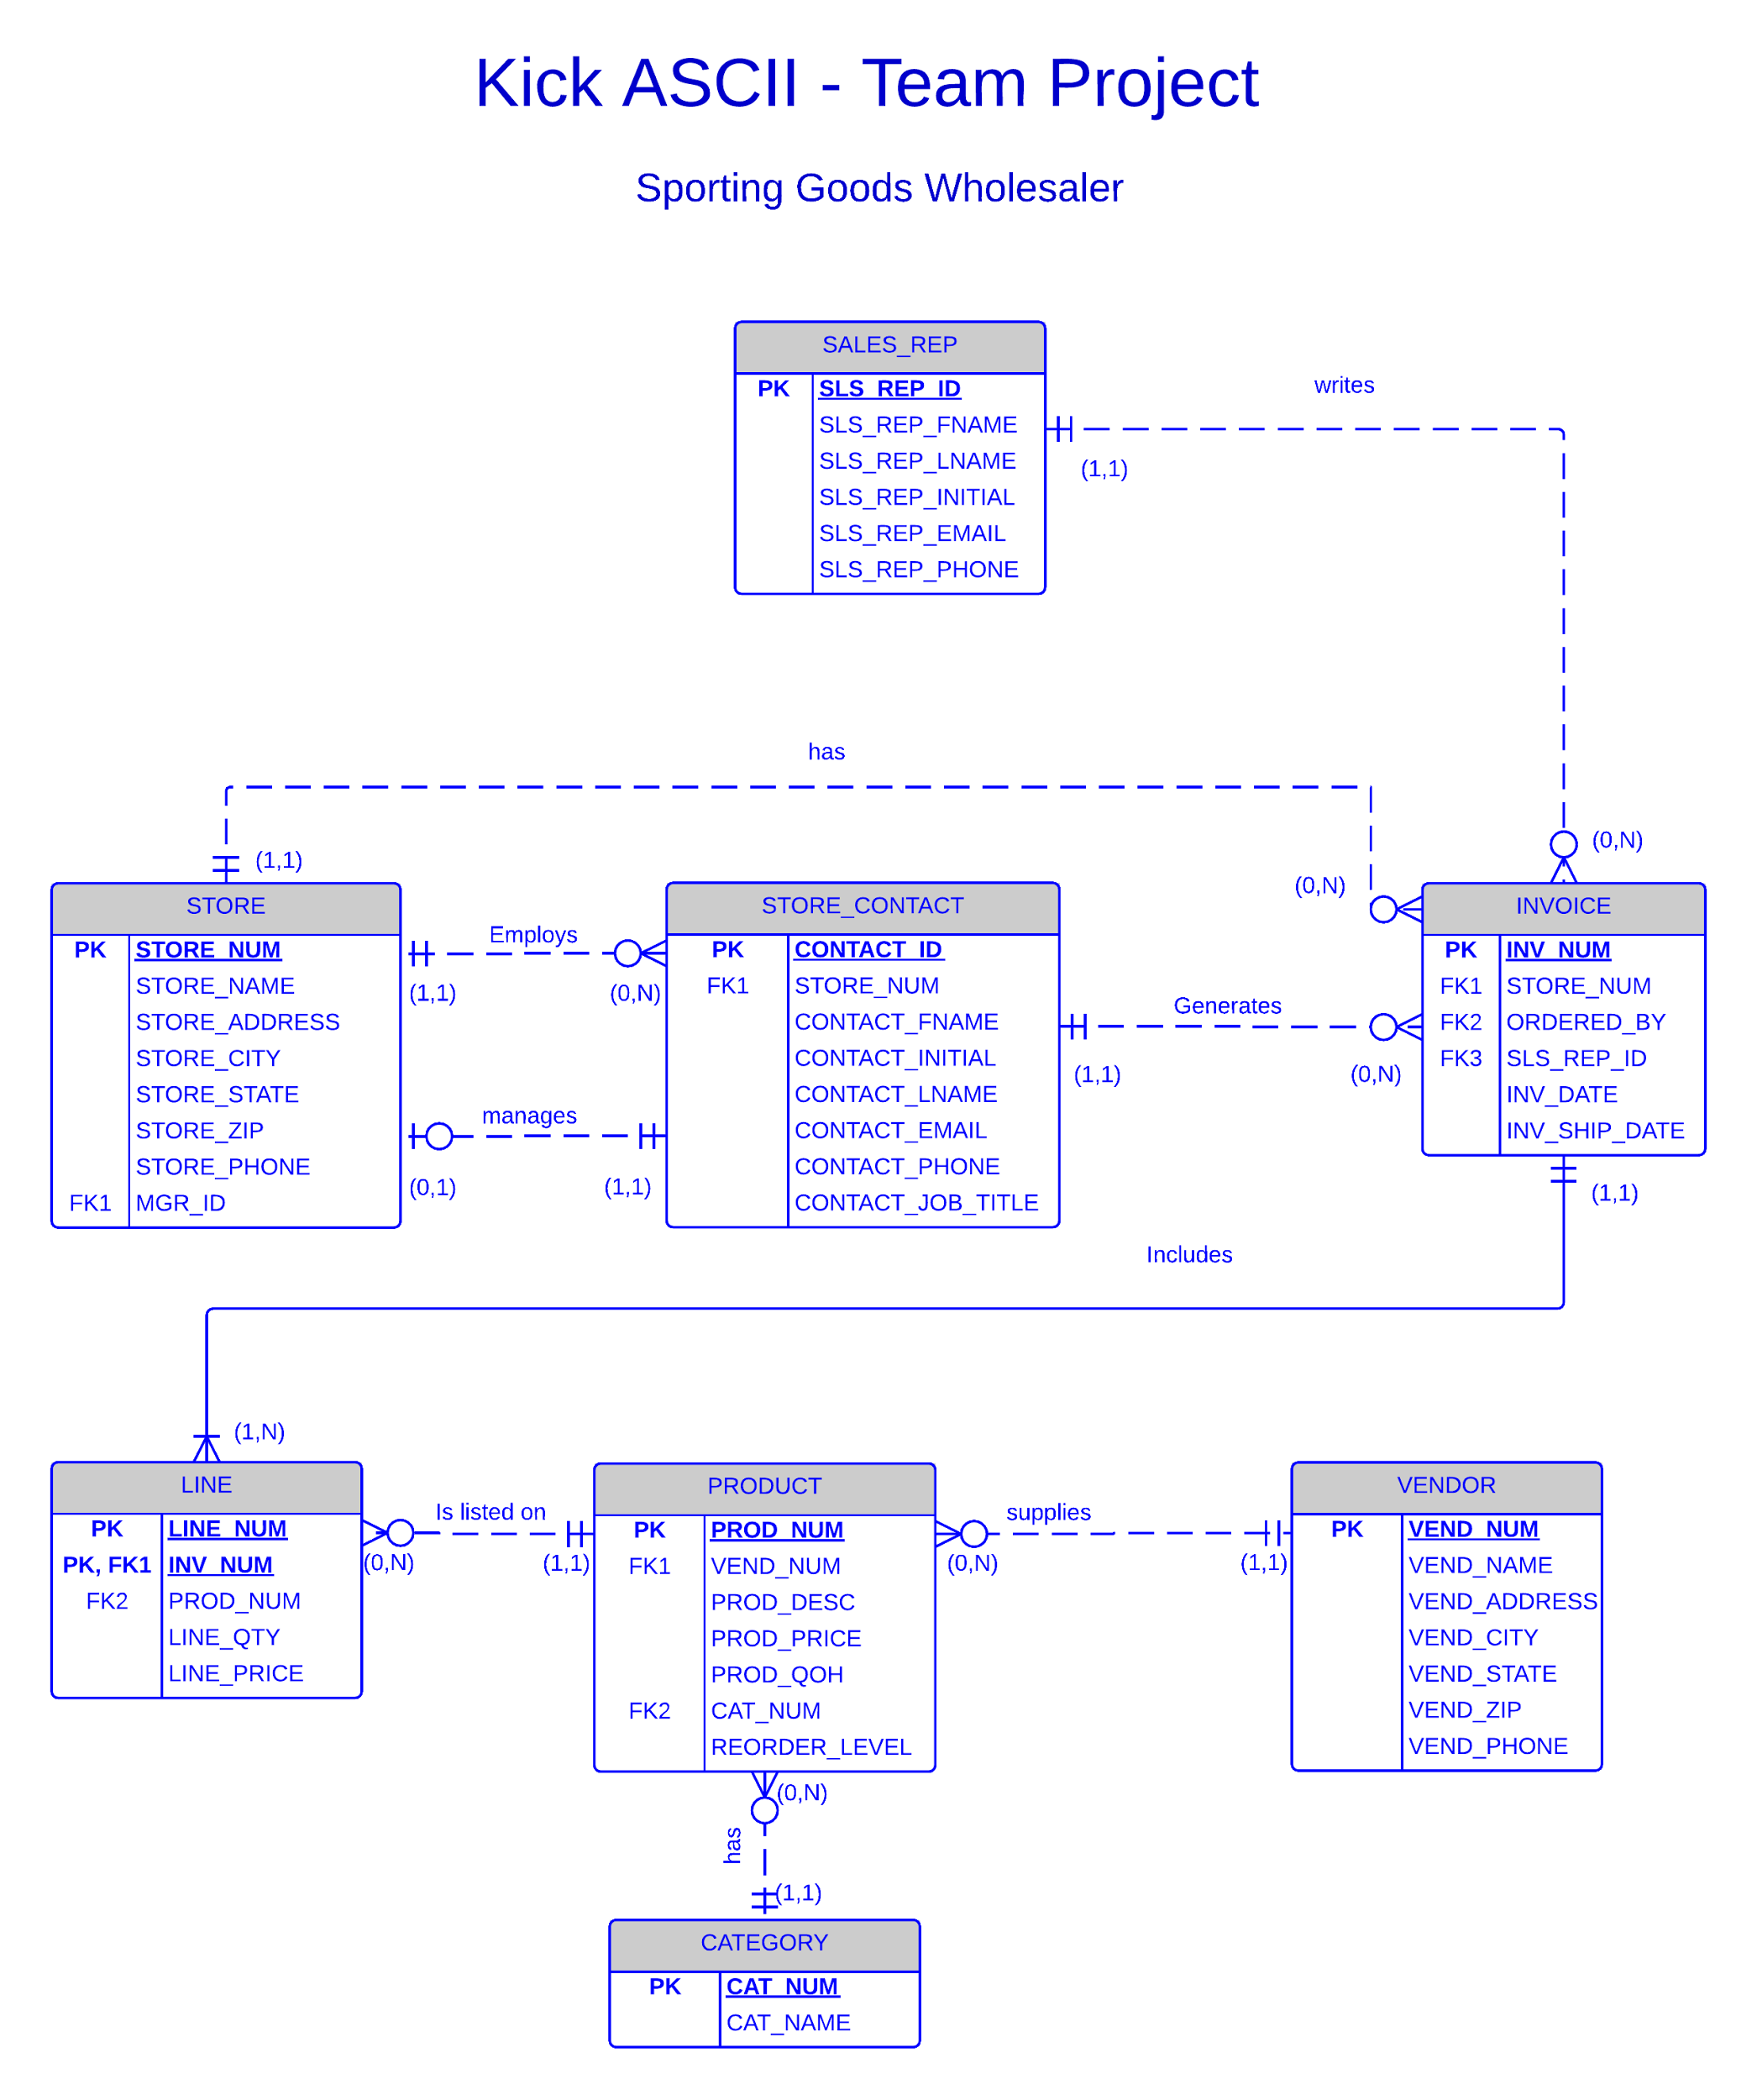 Kick ASCII - Team Project
Sporting Goods Wholesaler
SALES_REP
PK SLS_REP_ID
SLS_REP_FNAME
SLS_REP_LNAME
SLS_REP_INITIAL
SLS_REP_EMAIL
SLS_REP_PHONE
writes
(1,1)
(0,N)
has
(1,1)
(0,N)
STORE
PK STORE_NUM
STORE_NAME
STORE_ADDRESS
STORE_CITY
STORE_STATE
STORE_ZIP
STORE_PHONE
FK1 MGR_ID
Employs
(1,1)
(0,N)
manages
(0,1)
(1,1)
STORE_CONTACT
PK CONTACT_ID
FK1 STORE_NUM
CONTACT_FNAME
CONTACT_INITIAL
CONTACT_LNAME
CONTACT_EMAIL
CONTACT_PHONE
CONTACT_JOB_TITLE
Generates
(1,1)
(0,N)
INVOICE
PK INV_NUM
FK1 STORE_NUM
FK2 ORDERED_BY
FK3 SLS_REP_ID
INV_DATE
INV_SHIP_DATE
(1,1)
Includes
(1,N)
LINE
PK LINE_NUM
PK, FK1 INV_NUM
FK2 PROD_NUM
LINE_QTY
LINE_PRICE
Is listed on
(0,N)
(1,1)
PRODUCT
PK PROD_NUM
FK1 VEND_NUM
PROD_DESC
PROD_PRICE
PROD_QOH
FK2 CAT_NUM
REORDER_LEVEL
supplies
(0,N)
(1,1)
VENDOR
PK VEND_NUM
VEND_NAME
VEND_ADDRESS
VEND_CITY
VEND_STATE
VEND_ZIP
VEND_PHONE
(0,N)
has
(1,1)
CATEGORY
PK CAT_NUM
CAT_NAME